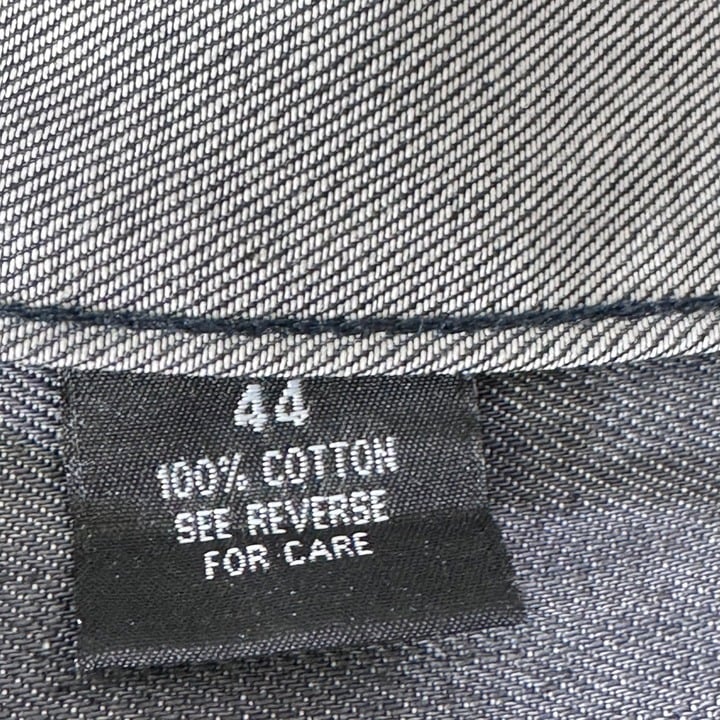 44
100% COTTON
SEE REVERSE
FOR CARE